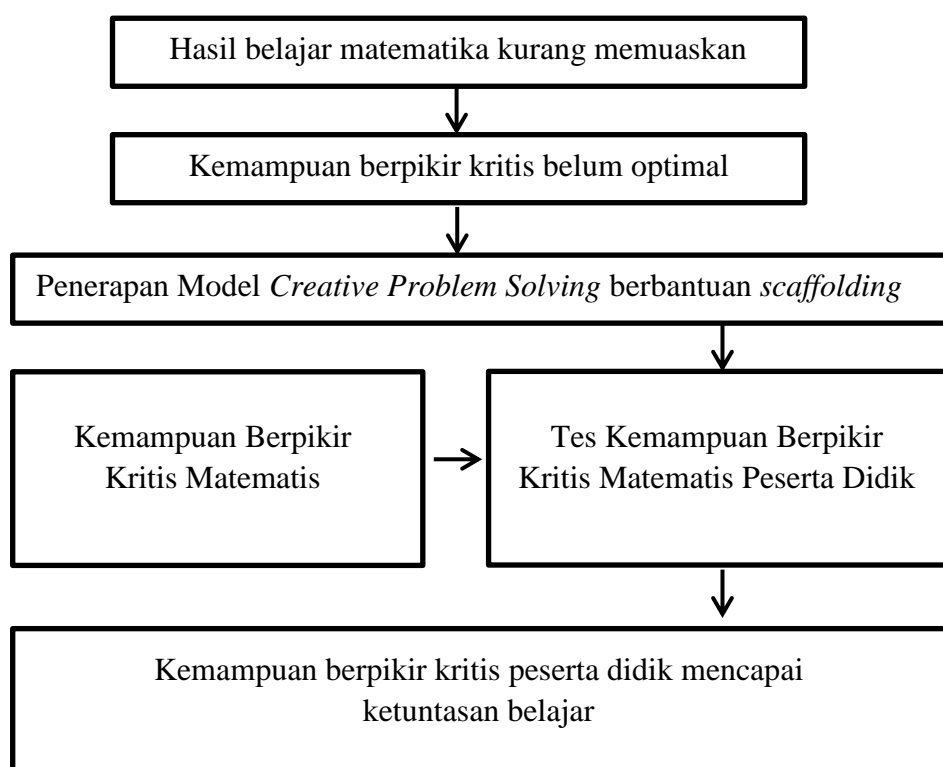 Hasil belajar matematika kurang memuaskan
Kemampuan berpikir kritis belum optimal
Penerapan Model Creative Problem Solving berbantuan scaffolding
Kemampuan Berpikir
Kritis Matematis
Tes Kemampuan Berpikir
Kritis Matematis Peserta Didik
Kemampuan berpikir kritis peserta didik mencapai
ketuntasan belajar